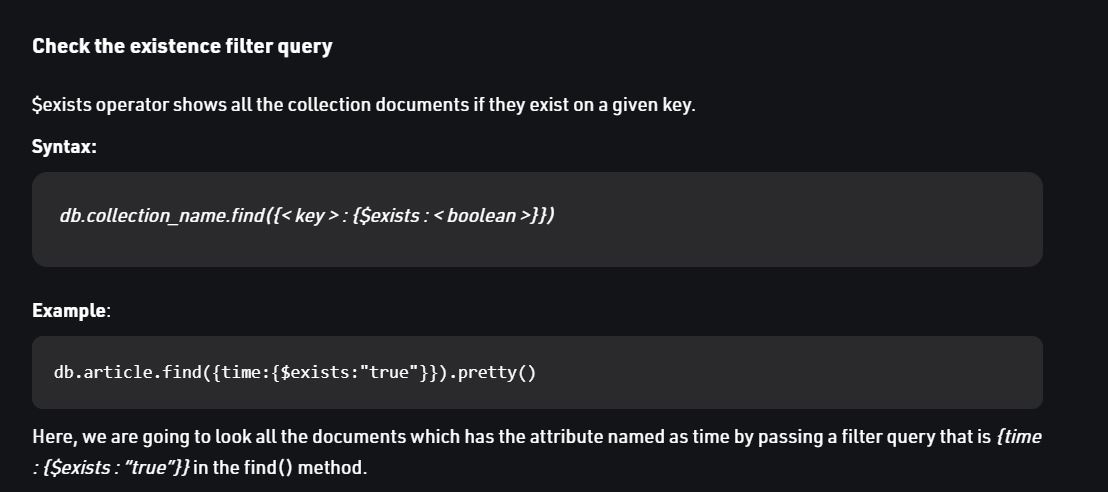 Check the existence filter query
$exists operator shows all the collection documents if they exist on a given key.
Syntax:
db.collection_name.find({< key > : {$exists : < boolean >}})
Example:
db.article.find({time:{$exists:"true"}}).pretty()
Here, we are going to look all the documents which has the attribute named as time by passing a filter query that is {time
: {$exists : “true”}} in the find() method.